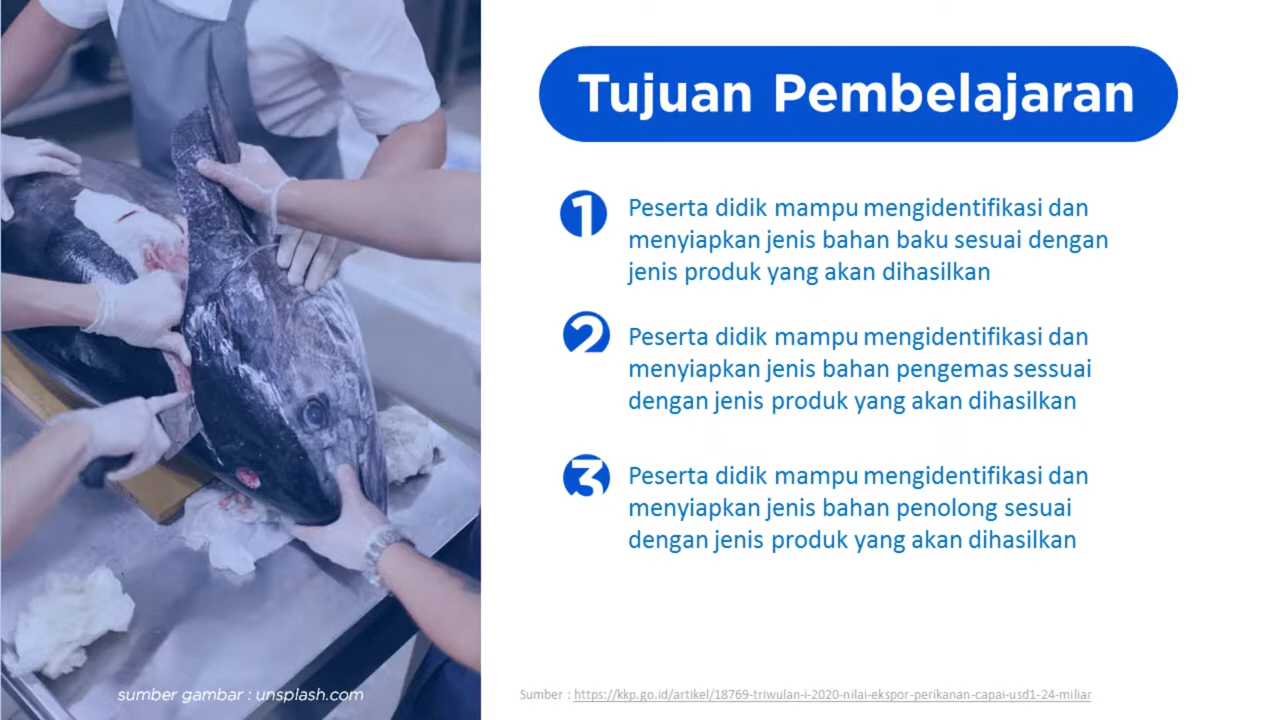 Tujuan Pembelajaran
1
Peserta didik mampu mengidentifikasi dan
menyiapkan jenis bahan baku sesuai dengan
jenis produk yang akan dihasilkan
2
Peserta didik mampu mengidentifikasi dan
menyiapkan jenis bahan pengemas sessuai
dengan jenis produk yang akan dihasilkan
3
Peserta didik mampu mengidentifikasi dan
menyiapkan jenis bahan penolong sesuai
dengan jenis produk yang akan dihasilkan
sumber gambar : unsplash.com
Sumber : https://kkp.go.id/artikel/18769-triwulan-i-2020-nilai-ekspor-perikanan-capai-usd1-24-miliar